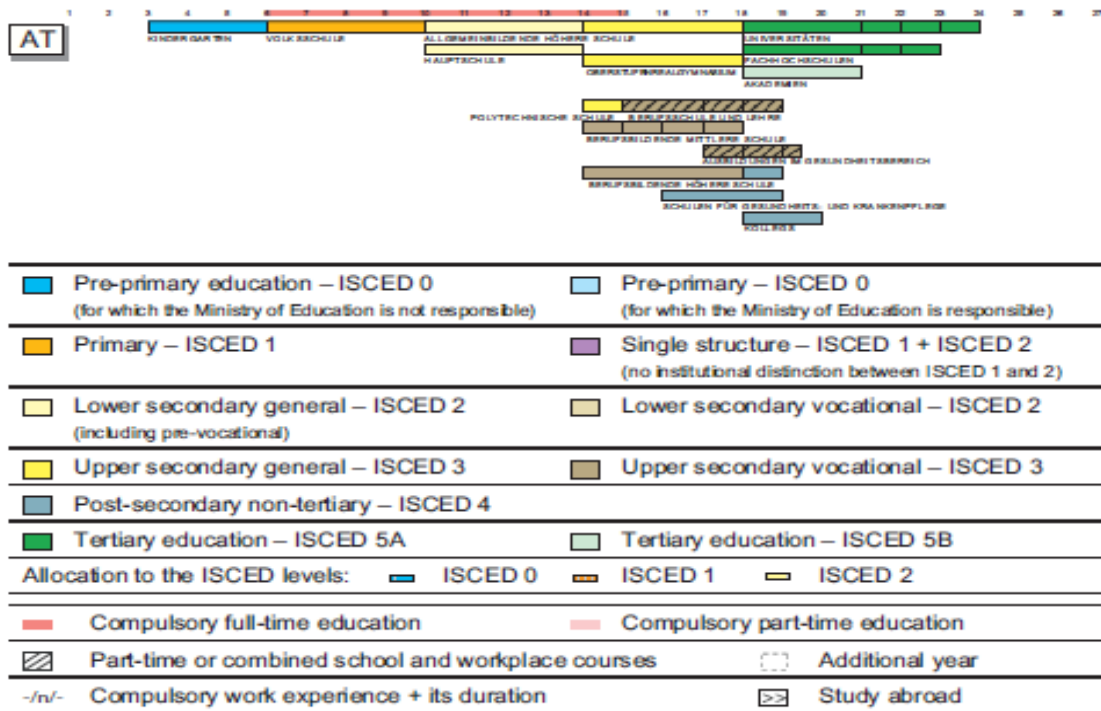 1 2 3 4 5 6 7 8 9 10 11 12 13 14 15 16 17 18 19 20 21 22 23 24 25 26 27
AT
KINDERGARTEN VOLKSSCHULE ALLGEMEINBILDENDE HÖHERE SCHULE UNIVERSITÄTEN
HAUPTSCHULE FACHHOCHSCHULEN
OBERSTUFENREALGYMNASIUM
AKADEMIEN
POLYTECHNISCHE SCHULE BERUFSSCHULE UND LEHRE
BERUFSBILDENDE MITTLERE SCHULE
AUSBILDUNGEN IM GESUNDHEITSBEREICH
BERUFSBILDENDE HÖHERE SCHULE
SCHULEN FÜR GESUNDHEITS- UND KRANKENPFLEGE
KOLLEGS
Pre-primary education – ISCED 0 Pre-primary – ISCED 0
(for which the Ministry of Education is not responsible) (for which the Ministry of Education is responsible)
Primary – ISCED 1 Single structure – ISCED 1 + ISCED 2
(no institutional distinction between ISCED 1 and 2)
Lower secondary general – ISCED 2 Lower secondary vocational – ISCED 2
(including pre-vocational)
Upper secondary general – ISCED 3 Upper secondary vocational – ISCED 3
Post-secondary non-tertiary – ISCED 4
Tertiary education – ISCED 5A Tertiary education – ISCED 5B
Allocation to the ISCED levels: ISCED 0 ISCED 1 ISCED 2
Compulsory full-time education Compulsory part-time education
Part-time or combined school and workplace courses Additional year
-/n/- Compulsory work experience + its duration >> Study abroad